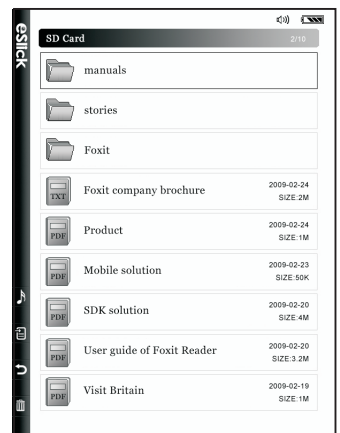 eslick
SD Card 2/10
manuals
stories
Foxit
TXT Foxit company brochure 2009-02-24
SIZE:2M
PDF Product 2009-02-24
SIZE:1M
PDF Mobile solution 2009-02-23
SIZE:50K
PDF SDK solution 2009-02-20
SIZE:4M
PDF User guide of Foxit Reader 2009-02-20
SIZE:3.2M
PDF Visit Britain 2009-02-19
SIZE:1M